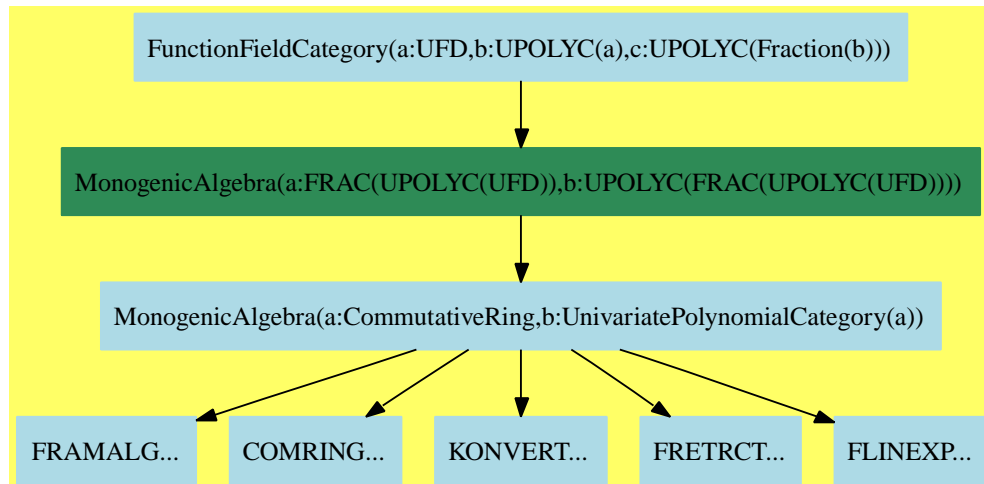 FunctionFieldCategory(a:UFD,b:UPOLYC(a),c:UPOLYC(Fraction(b)))
MonogenicAlgebra(a:FRAC(UPOLYC(UFD)),b:UPOLYC(FRAC(UPOLYC(UFD))))
MonogenicAlgebra(a:CommutativeRing,b:UnivariatePolynomialCategory(a))
FRAMALG...
COMRING...
KONVERT...
FRETRCT...
FLINEXP...